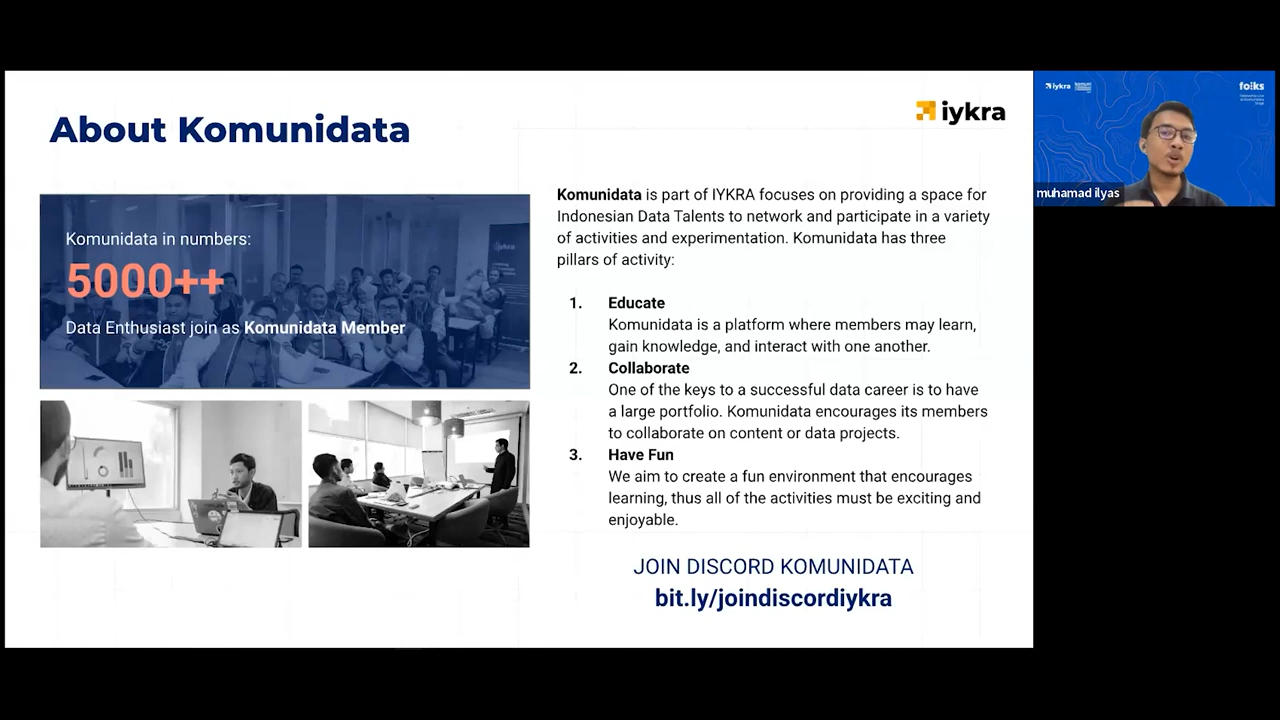 About Komunidata
iykra
Komunidata in numbers:
5000++
Data Enthusiast join as Komunidata Member
Komunidata is part of IYKRA focuses on providing a space for
Indonesian Data Talents to network and participate in a variety
of activities and experimentation. Komunidata has three
pillars of activity:
1. Educate
Komunidata is a platform where members may learn,
gain knowledge, and interact with one another.
2. Collaborate
One of the keys to a successful data career is to have
a large portfolio. Komunidata encourages its members
to collaborate on content or data projects.
3. Have Fun
We aim to create a fun environment that encourages
learning, thus all of the activities must be exciting and
enjoyable.
JOIN DISCORD KOMUNIDATA
bit.ly/joindiscordiykra
iykra
fo:ks
muhamad ilyas